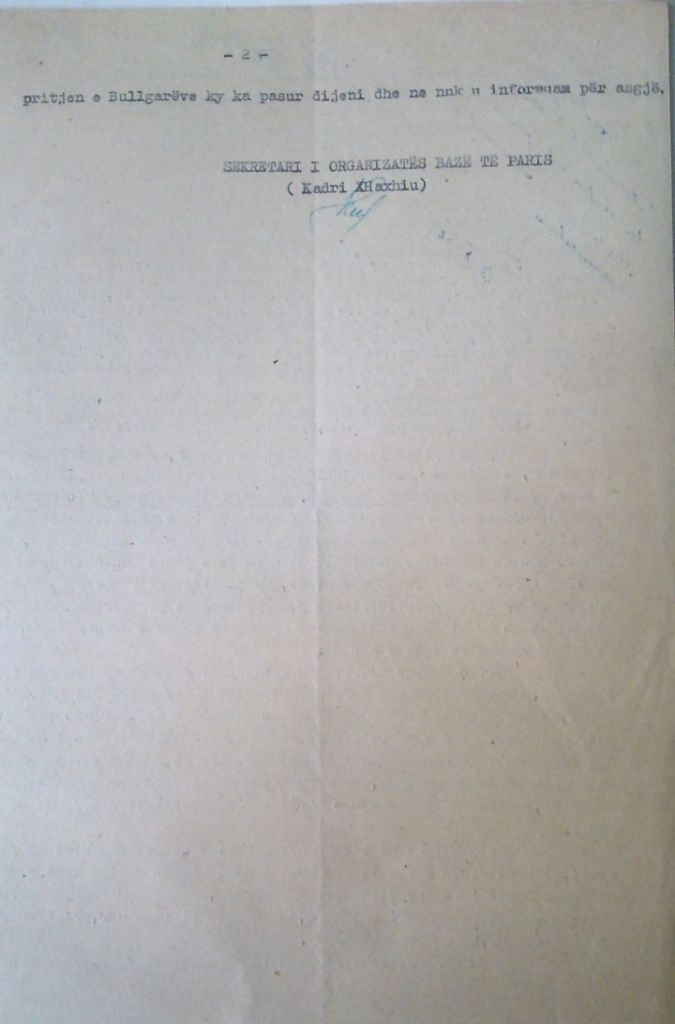 - 2 -
pritjen e Bullgarëve ky ka pasur dijeni dhe ne nuk u informuam për asgjë.
SEKRETARI I ORGANIZATËS BAZË TË PARIS
( Kadri XHaxhiu)